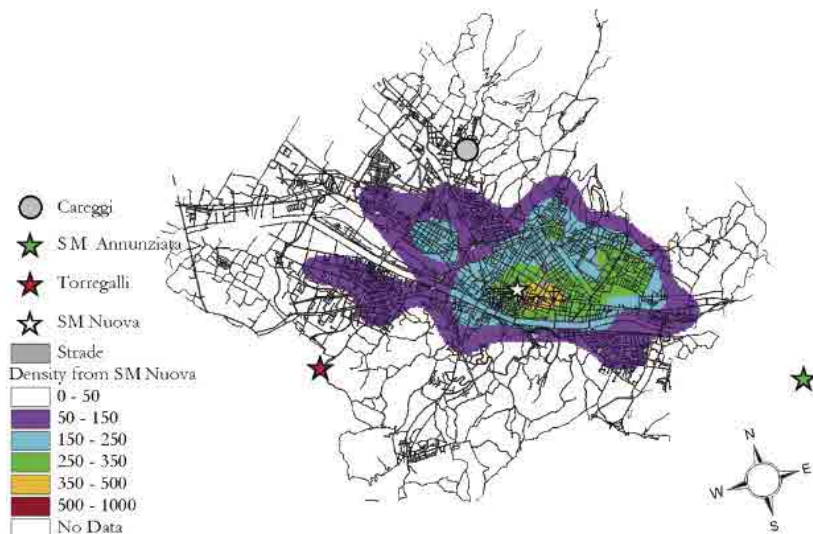 Careggi
S M Annunziata
Torregalli
SM Nuova
Strade
Density from SM Nuova
0 - 50
50 - 150
150 - 250
250 - 350
350 - 500
500 - 1000
No Data
N
E
W
S